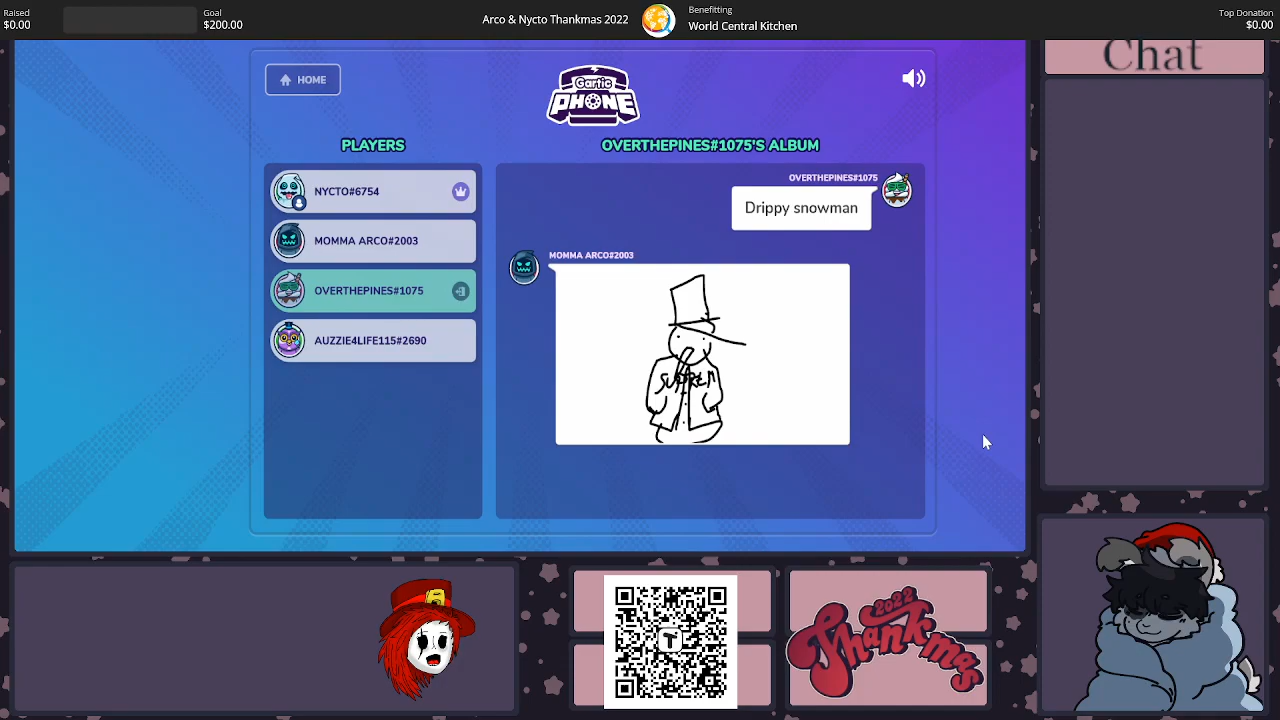 Raised
$0.00
Goal
$200.00
Arco & Nycto Thankmas 2022
Benefitting
World Central Kitchen
Top Donation
$0.00
Chat
HOME
Gartic
PHONE
PLAYERS
OVERTHEPINES#1075'S ALBUM
NYCTO#6754
MOMMA ARCO#2003
OVERTHEPINES#1075
AUZZIE4LIFE115#2690
OVERTHEPINES#1075
Drippy snowman
MOMMA ARCO#2003
SUPREM
T
2022
Thankmas